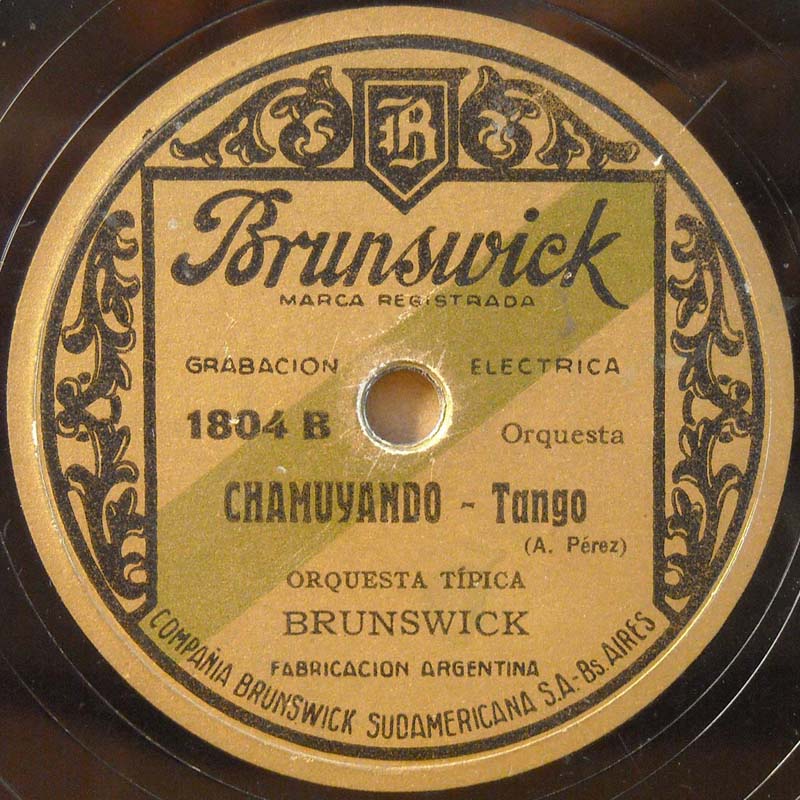 B
Brunswick
MARCA REGISTRADA
GRABACION ELECTRICA
1804 B Orquesta
CHAMUYANDO - Tango
(A. Pérez)
ORQUESTA TÍPICA
BRUNSWICK
FABRICACION ARGENTINA
COMPAÑIA BRUNSWICK SUDAMERICANA S.A.-Bs. AIRES